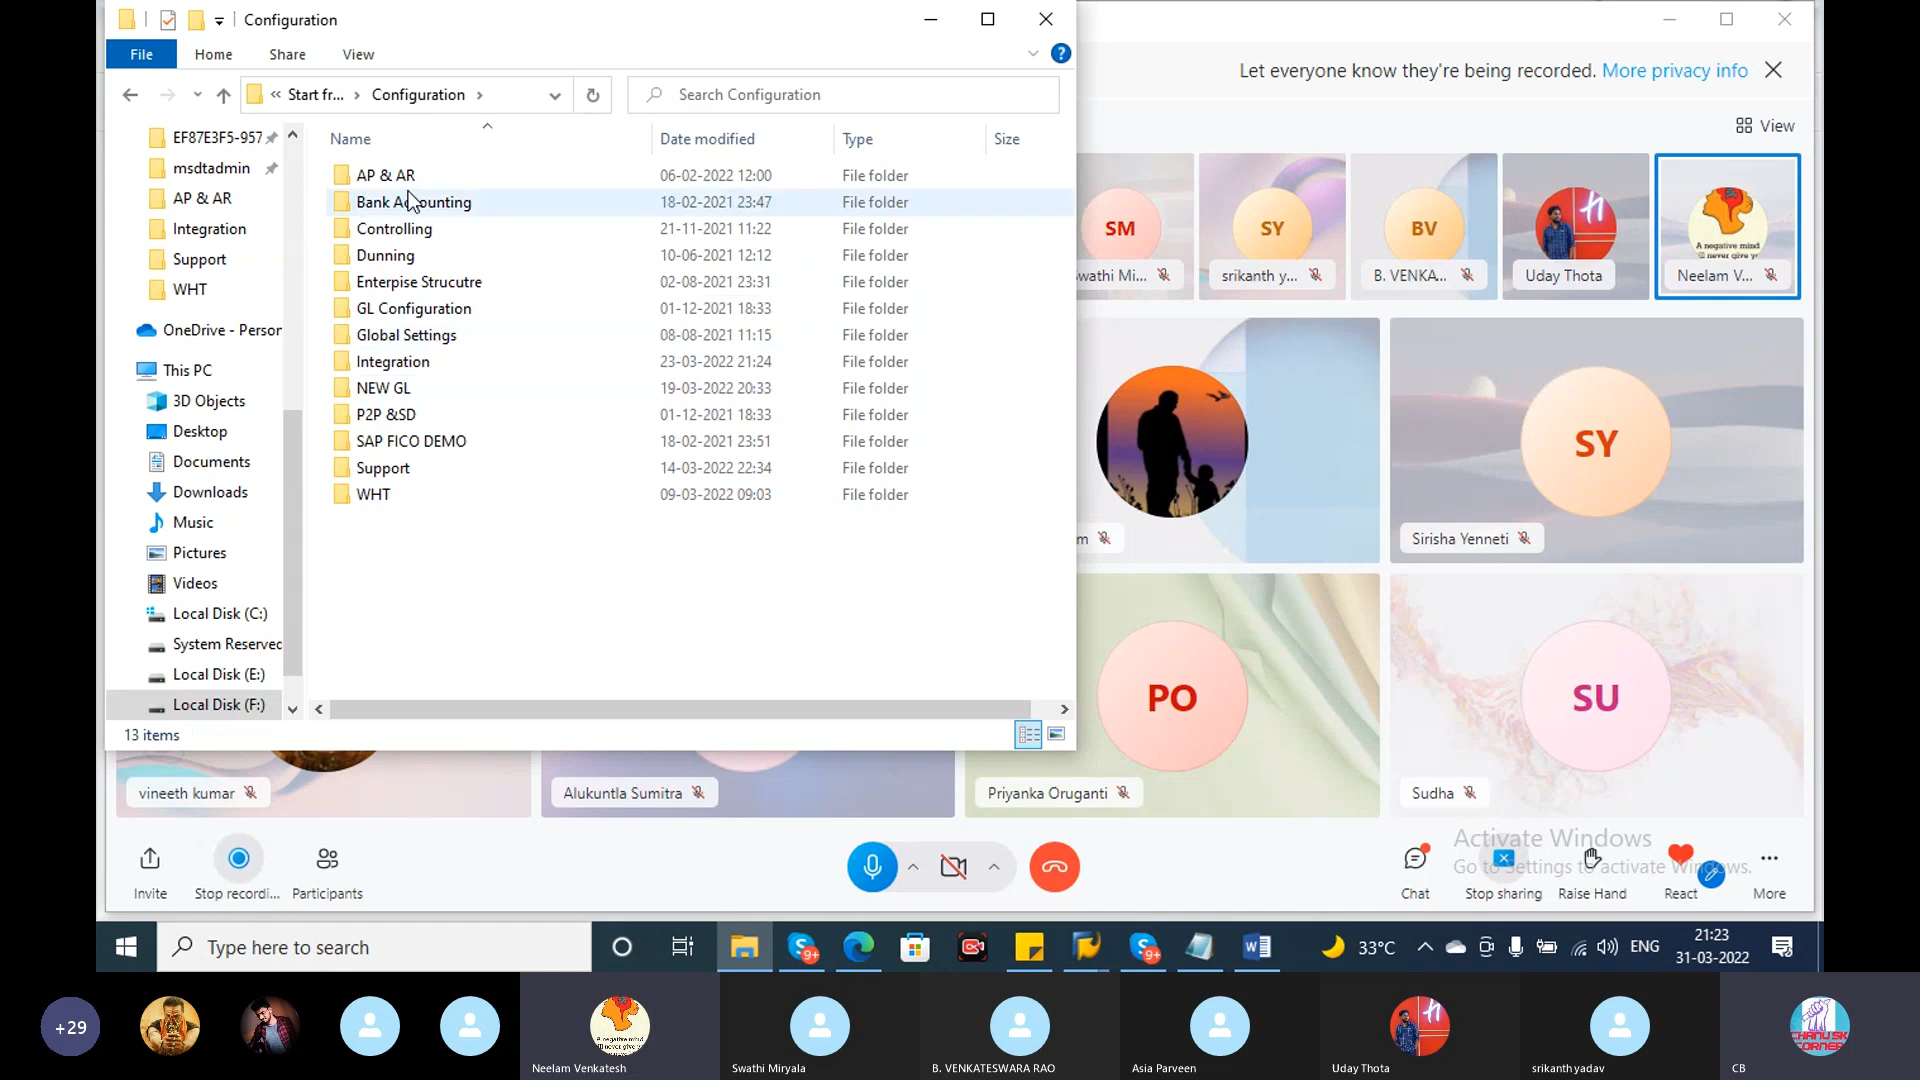 Configuration
File
Home
Share
View
Start fr...
Configuration
Search Configuration
Name
Date modified
Type
Size
EF87E3F5-957
msdtadmin
AP & AR
Integration
Support
WHT
OneDrive - Person
This PC
3D Objects
Desktop
Documents
Downloads
Music
Pictures
Videos
Local Disk (C:)
System Reserved
Local Disk (E:)
Local Disk (F:)
AP & AR 06-02-2022 12:00 File folder
Bank Accounting 18-02-2021 23:47 File folder
Controlling 21-11-2021 11:22 File folder
Dunning 10-06-2021 12:12 File folder
Enterpise Strucutre 02-08-2021 23:31 File folder
GL Configuration 01-12-2021 18:33 File folder
Global Settings 08-08-2021 11:15 File folder
Integration 23-03-2022 21:24 File folder
NEW GL 19-03-2022 20:33 File folder
P2P &SD 01-12-2021 18:33 File folder
SAP FICO DEMO 18-02-2021 23:51 File folder
Support 14-03-2022 22:34 File folder
WHT 09-03-2022 09:03 File folder
13 items
Let everyone know they're being recorded. More privacy info
View
SM
SY
BV
A negative mind
wathi Mi...
srikanth y...
B. VENKA...
Uday Thota
Neelam V...
SY
m
Sirisha Yenneti
PO
SU
vineeth kumar
Alukuntla Sumitra
Priyanka Oruganti
Sudha
Activate Windows
Go to Settings to activate Windows.
Invite
Stop recordi...
Participants
Chat
Stop sharing
Raise Hand
React
More
Type here to search
9+
9+
33°C
ENG
21:23
31-03-2022
+29
A negative mind
Neelam Venkatesh
Swathi Miryala
B. VENKATESWARA RAO
Asia Parveen
Uday Thota
srikanth yadav
CHANU SK
CORNER
CB